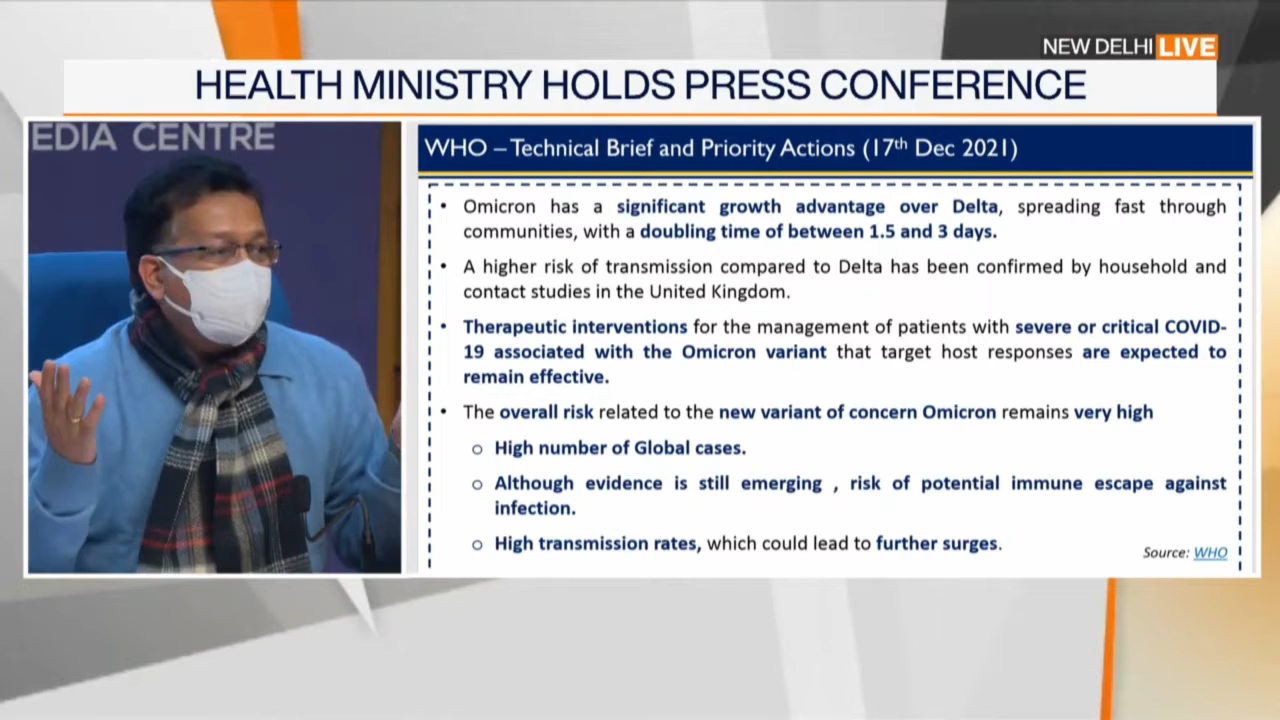 NEW DELHI LIVE
HEALTH MINISTRY HOLDS PRESS CONFERENCE
EDIA CENTRE
WHO – Technical Brief and Priority Actions (17th Dec 2021)
• Omicron has a significant growth advantage over Delta, spreading fast through
communities, with a doubling time of between 1.5 and 3 days.
• A higher risk of transmission compared to Delta has been confirmed by household and
contact studies in the United Kingdom.
• Therapeutic interventions for the management of patients with severe or critical COVID-
19 associated with the Omicron variant that target host responses are expected to
remain effective.
• The overall risk related to the new variant of concern Omicron remains very high
o High number of Global cases.
o Although evidence is still emerging , risk of potential immune escape against
infection.
o High transmission rates, which could lead to further surges.
Source: WHO